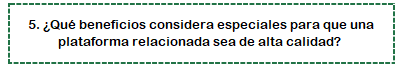 5. ¿Qué beneficios considera especiales para que una
plataforma relacionada sea de alta calidad?